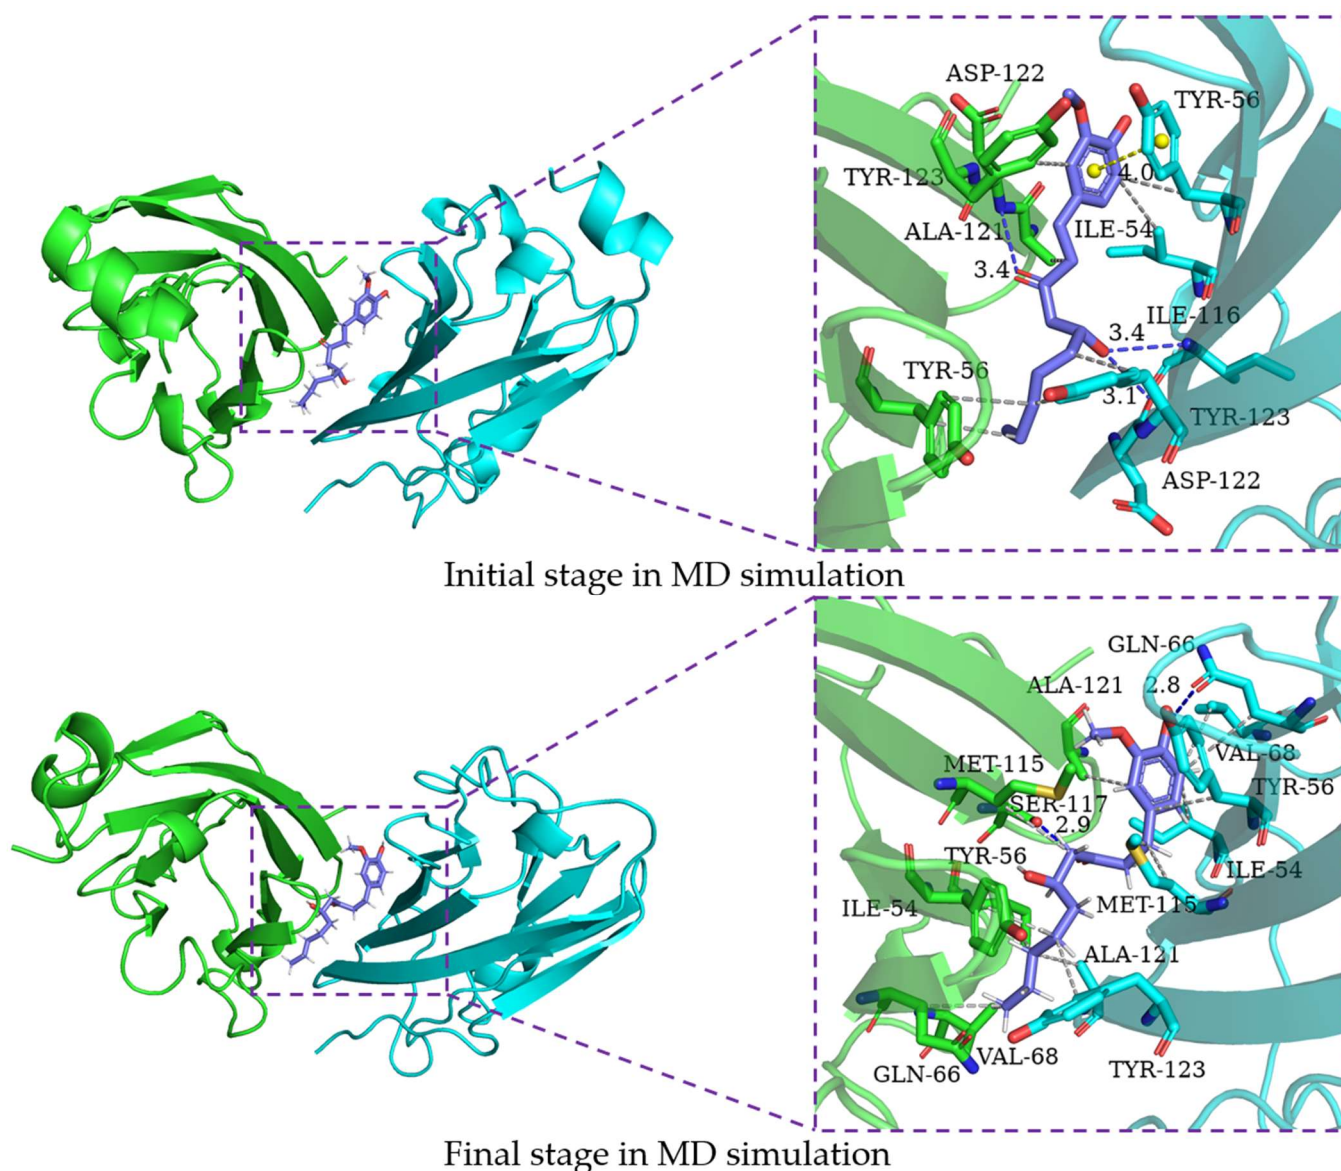 ASP-122
TYR-56
4.0
TYR-123
ALA-121
ILE-54
3.4
ILE-116
3.4
TYR-56
3.1
TYR-123
ASP-122
Initial stage in MD simulation
GLN-66
ALA-121
2.8
MET-115
VAL-68
SER-117
TYR-56
2.9
TYR-56
ILE-54
ILE-54
MET-115
ALA-121
VAL-68
GLN-66
TYR-123
Final stage in MD simulation